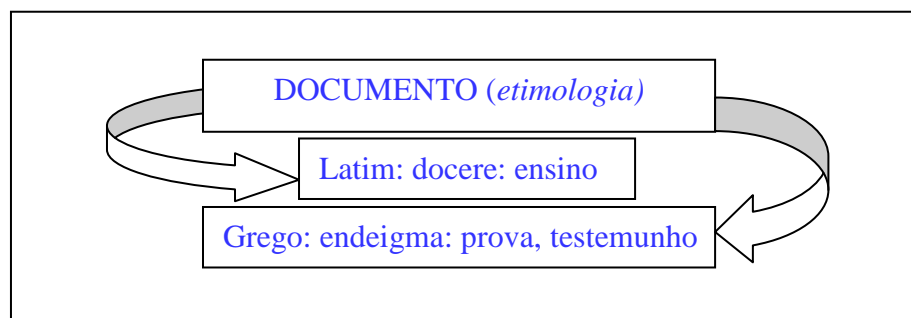 DOCUMENTO (etimologia)
Latim: docere: ensino
Grego: endeigma: prova, testemunho